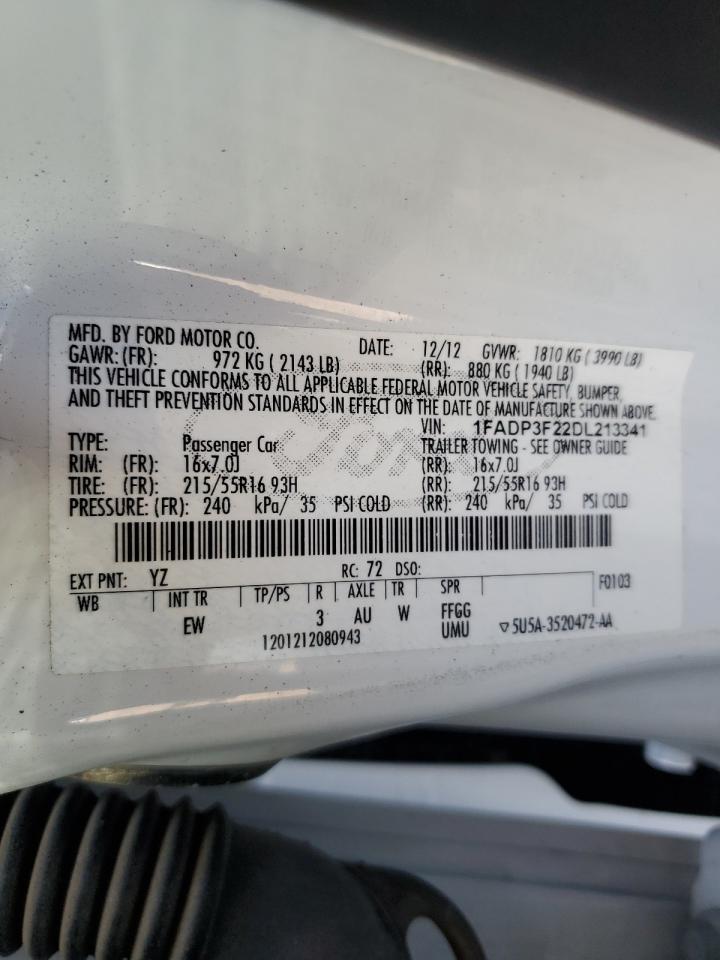 MFD. BY FORD MOTOR CO. DATE: 12/12 GVWR: 1810 KG ( 3990 LB)
GAWR: (FR): 972 KG ( 2143 LB) (RR): 880 KG ( 1940 LB)
THIS VEHICLE CONFORMS TO ALL APPLICABLE FEDERAL MOTOR VEHICLE SAFETY, BUMPER,
AND THEFT PREVENTION STANDARDS IN EFFECT ON THE DATE OF MANUFACTURE SHOWN ABOVE.
VIN: 1FADP3F22DL213341
TYPE: Passenger Car TRAILER TOWING - SEE OWNER GUIDE
RIM: (FR): 16x7.0J (RR): 16x7.0J
TIRE: (FR): 215/55R16 93H (RR): 215/55R16 93H
PRESSURE: (FR): 240 kPa/ 35 PSI COLD (RR): 240 kPa/ 35 PSI COLD
EXT PNT: YZ RC: 72 DSO: F0103
WB INT TR TP/PS R AXLE TR SPR
EW 3 AU W FFGG
1201212080943 UMU ▽5U5A-3520472-AA
Ford